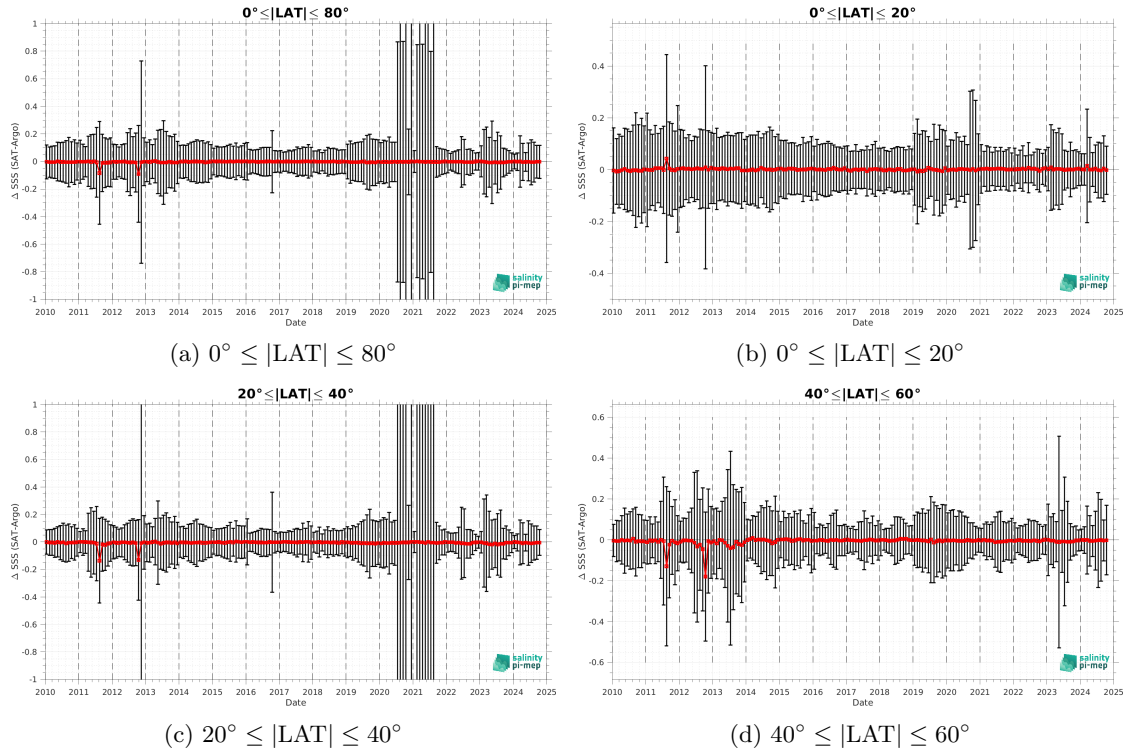 0°≤|LAT|≤ 80°
Δ SSS (SAT-Argo)
1
0.8
0.6
0.4
0.2
0
-0.2
-0.4
-0.6
-0.8
-1
2010 2011 2012 2013 2014 2015 2016 2017 2018 2019 2020 2021 2022 2023 2024 2025
Date
salinity
pi-mep
(a) 0° ≤ |LAT| ≤ 80°
0°≤|LAT|≤ 20°
Δ SSS (SAT-Argo)
0.4
0.2
0
-0.2
-0.4
2010 2011 2012 2013 2014 2015 2016 2017 2018 2019 2020 2021 2022 2023 2024 2025
Date
salinity
pi-mep
(b) 0° ≤ |LAT| ≤ 20°
20°≤|LAT|≤ 40°
Δ SSS (SAT-Argo)
1
0.8
0.6
0.4
0.2
0
-0.2
-0.4
-0.6
-0.8
-1
2010 2011 2012 2013 2014 2015 2016 2017 2018 2019 2020 2021 2022 2023 2024 2025
Date
salinity
pi-mep
(c) 20° ≤ |LAT| ≤ 40°
40°≤|LAT|≤ 60°
Δ SSS (SAT-Argo)
0.6
0.4
0.2
0
-0.2
-0.4
-0.6
2010 2011 2012 2013 2014 2015 2016 2017 2018 2019 2020 2021 2022 2023 2024 2025
Date
salinity
pi-mep
(d) 40° ≤ |LAT| ≤ 60°